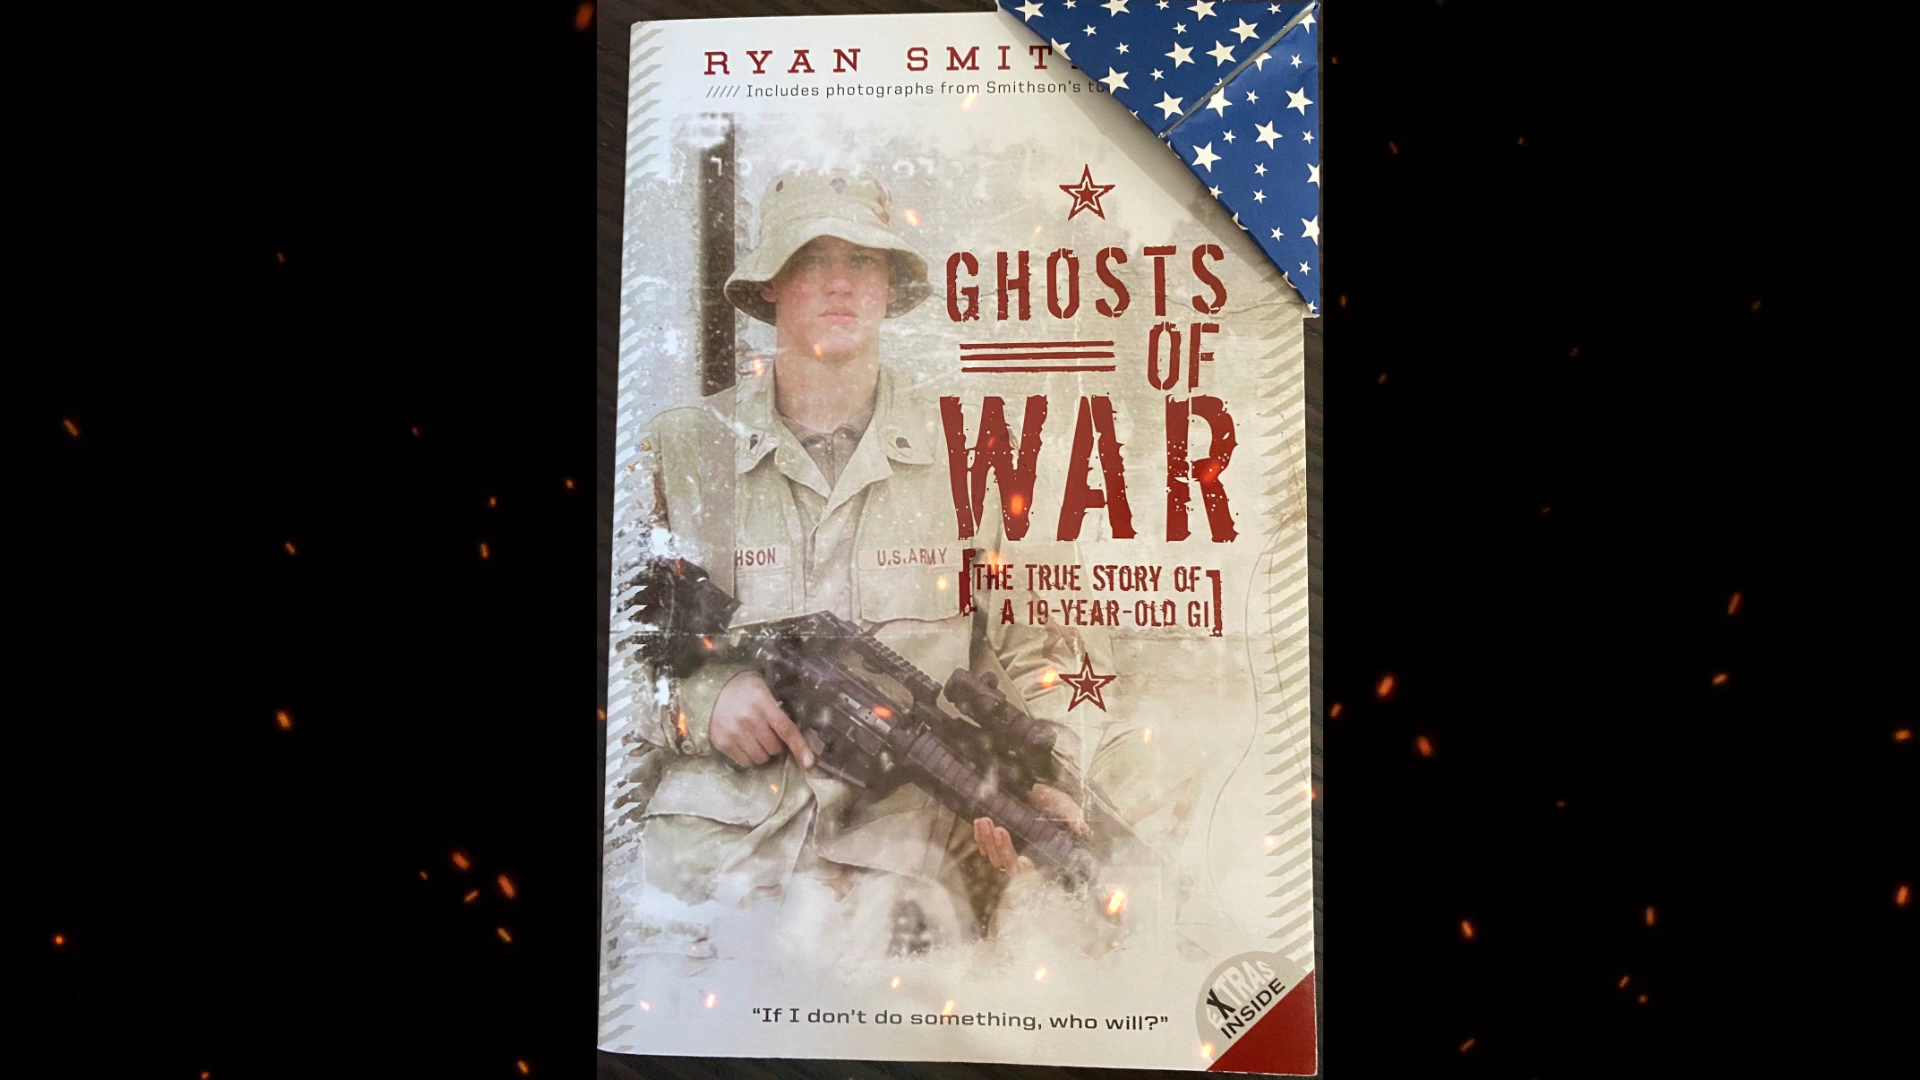 RYAN SMIT
///// Includes photographs from Smithson's to
GHOSTS
OF
WAR
[THE TRUE STORY OF
A 19-YEAR-OLD GI]
HSON
U.S. ARMY
"If I don't do something, who will?"
EXTRAS
INSIDE